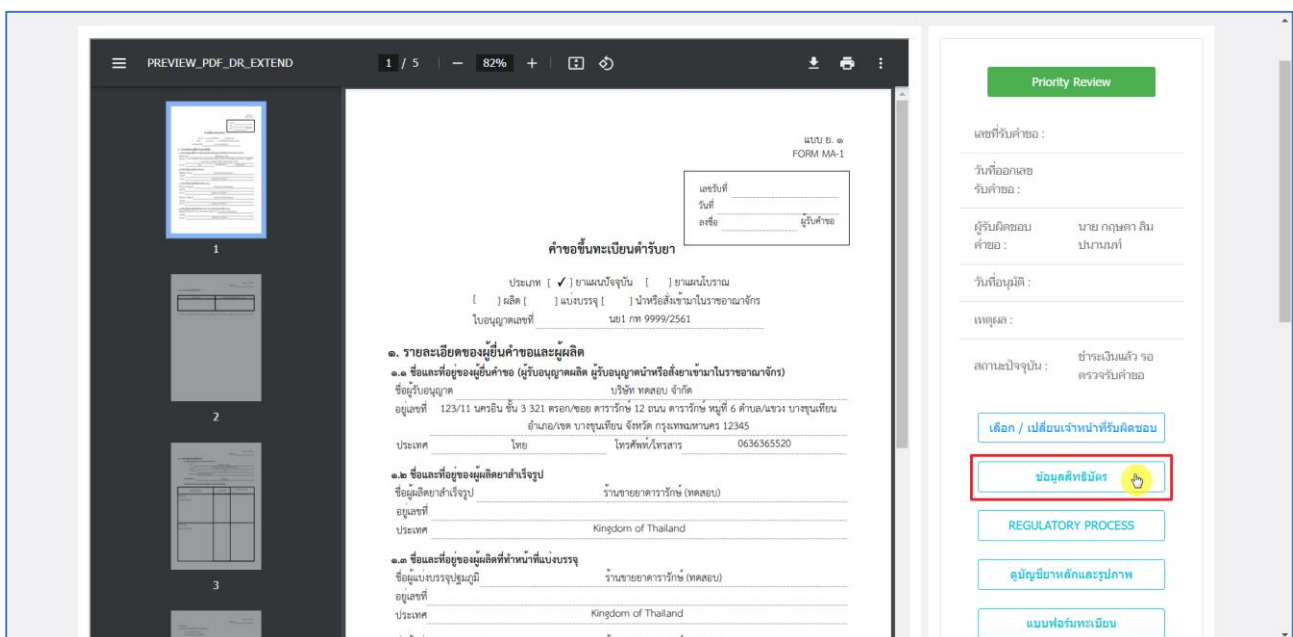 PREVIEW_PDF_DR_EXTEND
1 / 5
82%
1
2
3
แบบ ย. ๑
FORM MA-1
เลขรับที่
วันที่
ลงชื่อ ผู้รับคำขอ
คำขอขึ้นทะเบียนตำรับยา
ประเภท [ ✓ ] ยาแผนปัจจุบัน [ ] ยาแผนโบราณ
[ ] ผลิต [ ] แบ่งบรรจุ [ ] นำหรือสั่งเข้ามาในราชอาณาจักร
ใบอนุญาตเลขที่ นย1 กท 9999/2561
๑. รายละเอียดของผู้ยื่นคำขอและผู้ผลิต
๑.๑ ชื่อและที่อยู่ของผู้ยื่นคำขอ (ผู้รับอนุญาตผลิต ผู้รับอนุญาตนำหรือสั่งยาเข้ามาในราชอาณาจักร)
ชื่อผู้รับอนุญาต บริษัท ทดสอบ จำกัด
อยู่เลขที่ 123/11 นครอิน ชั้น 3 321 ตรอก/ซอย ดารารักษ์ 12 ถนน ดารารักษ์ หมู่ที่ 6 ตำบล/แขวง บางขุนเทียน
อำเภอ/เขต บางขุนเทียน จังหวัด กรุงเทพมหานคร 12345
ประเทศ ไทย โทรศัพท์/โทรสาร 0636365520
๑.๒ ชื่อและที่อยู่ของผู้ผลิตยาสำเร็จรูป
ชื่อผู้ผลิตยาสำเร็จรูป ร้านขายยาดารารักษ์ (ทดสอบ)
อยู่เลขที่
ประเทศ Kingdom of Thailand
๑.๓ ชื่อและที่อยู่ของผู้ผลิตที่ทำหน้าที่แบ่งบรรจุ
ชื่อผู้แบ่งบรรจุปฐมภูมิ ร้านขายยาดารารักษ์ (ทดสอบ)
อยู่เลขที่
ประเทศ Kingdom of Thailand
Priority Review
เลขที่รับคำขอ :
วันที่ออกเลข
รับคำขอ :
ผู้รับผิดชอบ นาย กฤษดา ลิม
คำขอ : ปนานนท์
วันที่อนุมัติ :
เหตุผล :
สถานะปัจจุบัน : ชำระเงินแล้ว รอ
ตรวจรับคำขอ
เลือก / เปลี่ยนเจ้าหน้าที่รับผิดชอบ
ข้อมูลสิทธิบัตร
REGULATORY PROCESS
ดูบัญชียาหลักและรูปภาพ
แบบฟอร์มทะเบียน